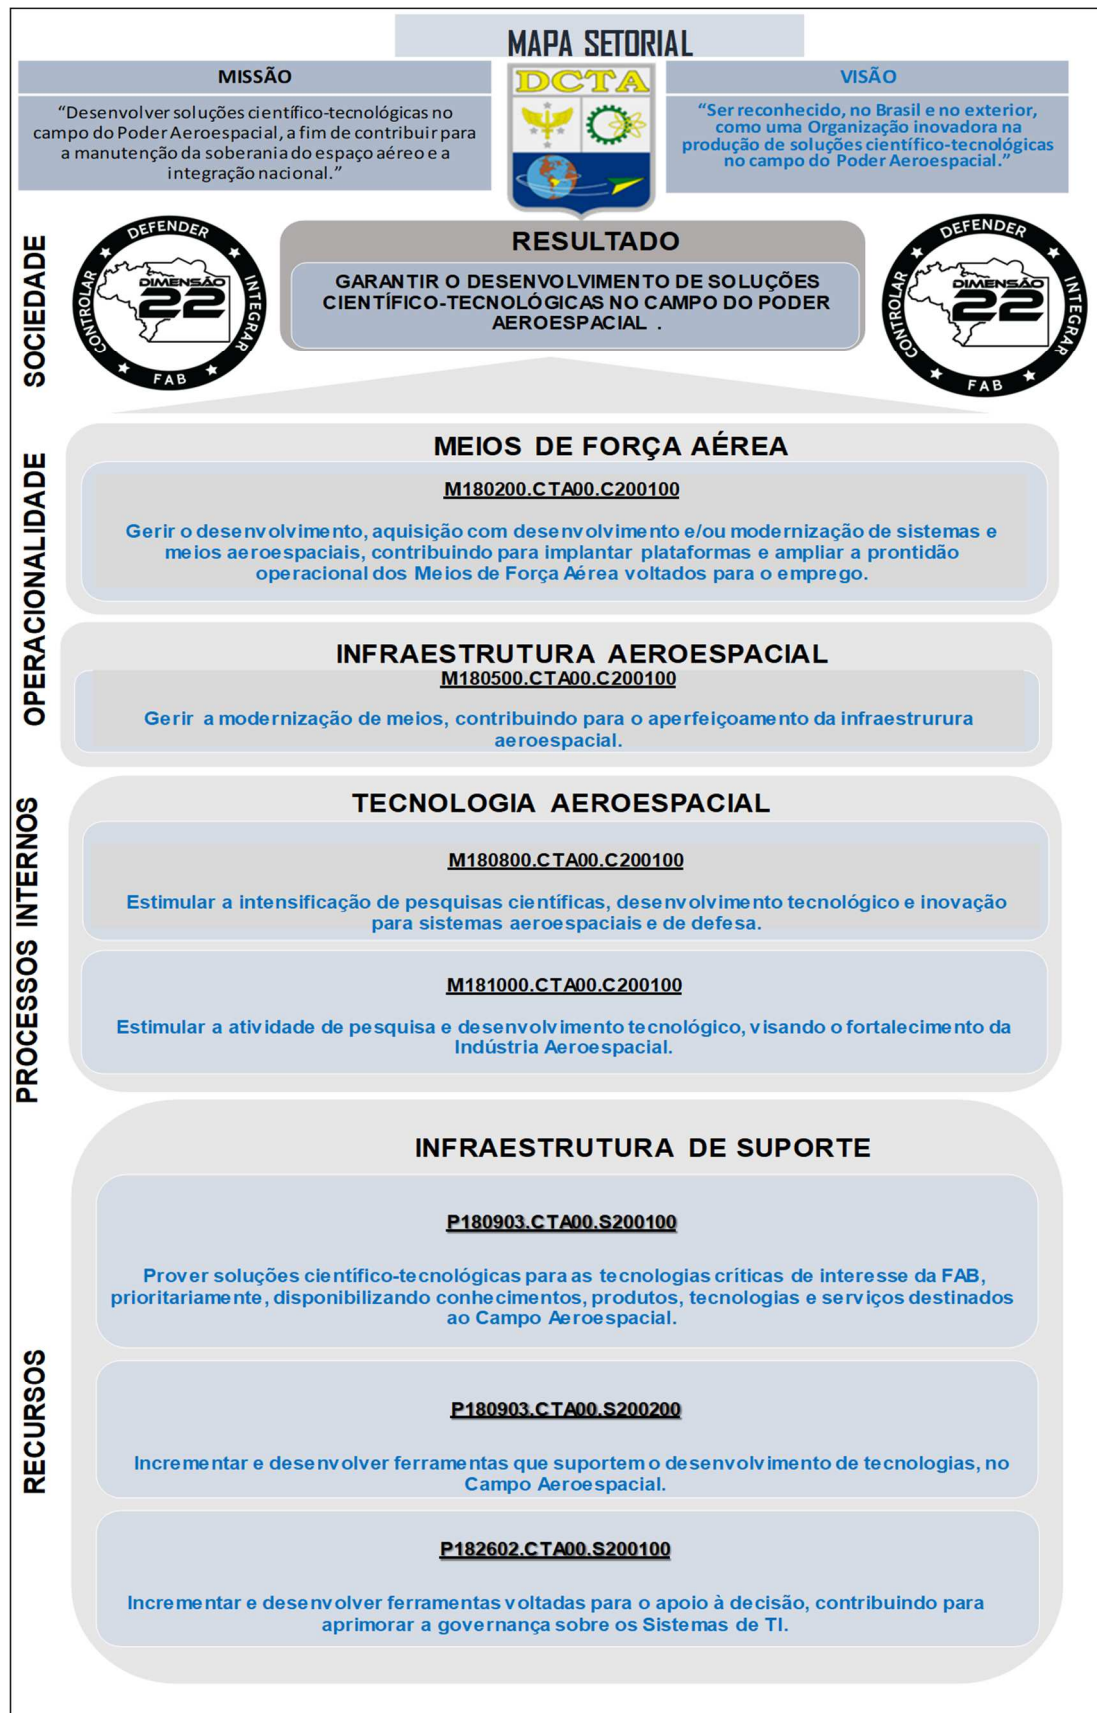 MAPA SETORIAL
MISSÃO
“Desenvolver soluções científico-tecnológicas no
campo do Poder Aeroespacial, a fim de contribuir para
a manutenção da soberania do espaço aéreo e a
integração nacional.”
DCTA
VISÃO
“Ser reconhecido, no Brasil e no exterior,
como uma Organização inovadora na
produção de soluções científico-tecnológicas
no campo do Poder Aeroespacial.”
SOCIEDADE
CONTROLAR DEFENDER INTEGRAR
DIMENSÃO
22
FAB
RESULTADO
GARANTIR O DESENVOLVIMENTO DE SOLUÇÕES
CIENTÍFICO-TECNOLÓGICAS NO CAMPO DO PODER
AEROESPACIAL .
CONTROLAR DEFENDER INTEGRAR
DIMENSÃO
22
FAB
OPERACIONALIDADE
MEIOS DE FORÇA AÉREA
M180200.CTA00.C200100
Gerir o desenvolvimento, aquisição com desenvolvimento e/ou modernização de sistemas e
meios aeroespaciais, contribuindo para implantar plataformas e ampliar a prontidão
operacional dos Meios de Força Aérea voltados para o emprego.
INFRAESTRUTURA AEROESPACIAL
M180500.CTA00.C200100
Gerir a modernização de meios, contribuindo para o aperfeiçoamento da infraestrurura
aeroespacial.
PROCESSOS INTERNOS
TECNOLOGIA AEROESPACIAL
M180800.CTA00.C200100
Estimular a intensificação de pesquisas científicas, desenvolvimento tecnológico e inovação
para sistemas aeroespaciais e de defesa.
M181000.CTA00.C200100
Estimular a atividade de pesquisa e desenvolvimento tecnológico, visando o fortalecimento da
Indústria Aeroespacial.
RECURSOS
INFRAESTRUTURA DE SUPORTE
P180903.CTA00.S200100
Prover soluções científico-tecnológicas para as tecnologias críticas de interesse da FAB,
prioritariamente, disponibilizando conhecimentos, produtos, tecnologias e serviços destinados
ao Campo Aeroespacial.
P180903.CTA00.S200200
Incrementar e desenvolver ferramentas que suportem o desenvolvimento de tecnologias, no
Campo Aeroespacial.
P182602.CTA00.S200100
Incrementar e desenvolver ferramentas voltadas para o apoio à decisão, contribuindo para
aprimorar a governança sobre os Sistemas de TI.